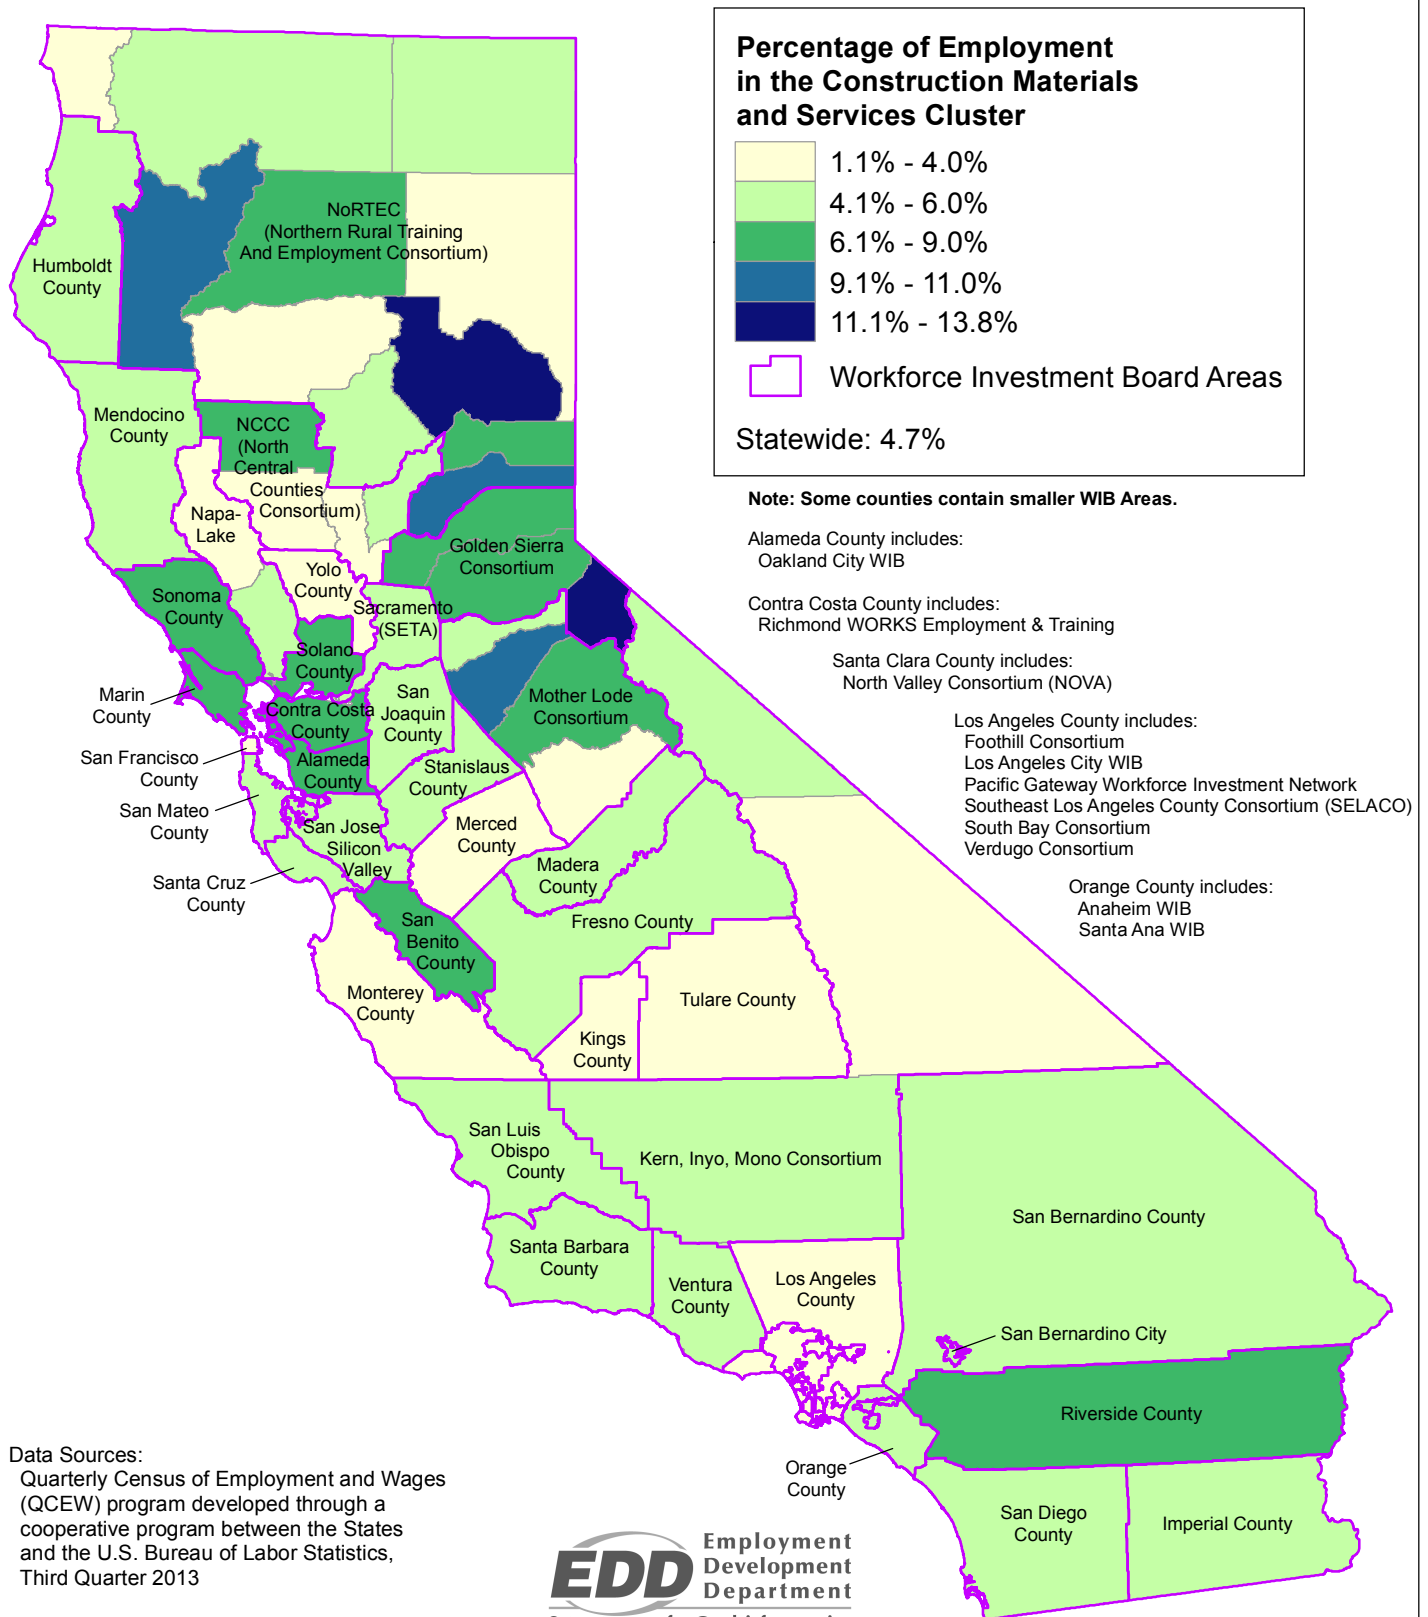 Percentage of Employment
in the Construction Materials
and Services Cluster
1.1% - 4.0%
4.1% - 6.0%
6.1% - 9.0%
9.1% - 11.0%
11.1% - 13.8%
Workforce Investment Board Areas
Statewide: 4.7%
Note: Some counties contain smaller WIB Areas.
Alameda County includes:
Oakland City WIB
Contra Costa County includes:
Richmond WORKS Employment & Training
Santa Clara County includes:
North Valley Consortium (NOVA)
Los Angeles County includes:
Foothill Consortium
Los Angeles City WIB
Pacific Gateway Workforce Investment Network
Southeast Los Angeles County Consortium (SELACO)
South Bay Consortium
Verdugo Consortium
Orange County includes:
Anaheim WIB
Santa Ana WIB
NoRTEC
(Northern Rural Training
And Employment Consortium)
Humboldt
County
Mendocino
County
NCCC
(North
Central
Counties
Consortium)
Napa-
Lake
Golden Sierra
Consortium
Yolo
County
Sonoma
County
Sacramento
(SETA)
Solano
County
Marin
County
Contra Costa
County
San
Joaquin
County
Mother Lode
Consortium
San Francisco
County
Alameda
County
Stanislaus
County
San Mateo
County
San Jose
Silicon
Valley
Merced
County
Santa Cruz
County
Madera
County
San
Benito
County
Fresno County
Monterey
County
Kings
County
Tulare County
San Luis
Obispo
County
Kern, Inyo, Mono Consortium
San Bernardino County
Santa Barbara
County
Ventura
County
Los Angeles
County
San Bernardino City
Riverside County
Orange
County
San Diego
County
Imperial County
Data Sources:
Quarterly Census of Employment and Wages
(QCEW) program developed through a
cooperative program between the States
and the U.S. Bureau of Labor Statistics,
Third Quarter 2013
EDD
Employment
Development
Department